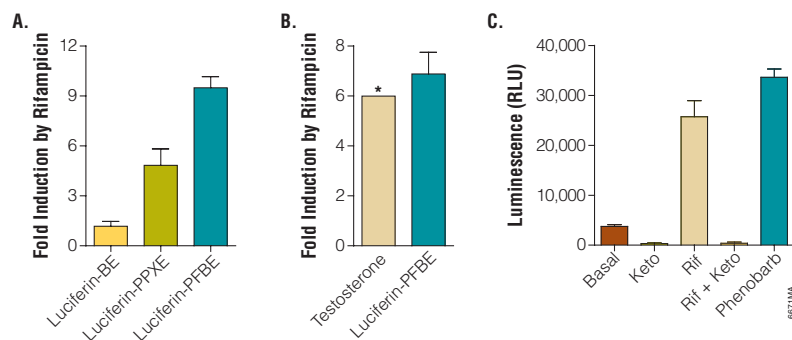 A.
Fold Induction by Rifampicin
12
9
6
3
0
Luciferin-BE
Luciferin-PPXE
Luciferin-PFBE
B.
Fold Induction by Rifampicin
8
6
4
2
0
*
Testosterone
Luciferin-PFBE
C.
Luminescence (RLU)
40,000
30,000
20,000
10,000
0
Basal
Keto
Rif
Rif + Keto
Phenobarb
6671MA